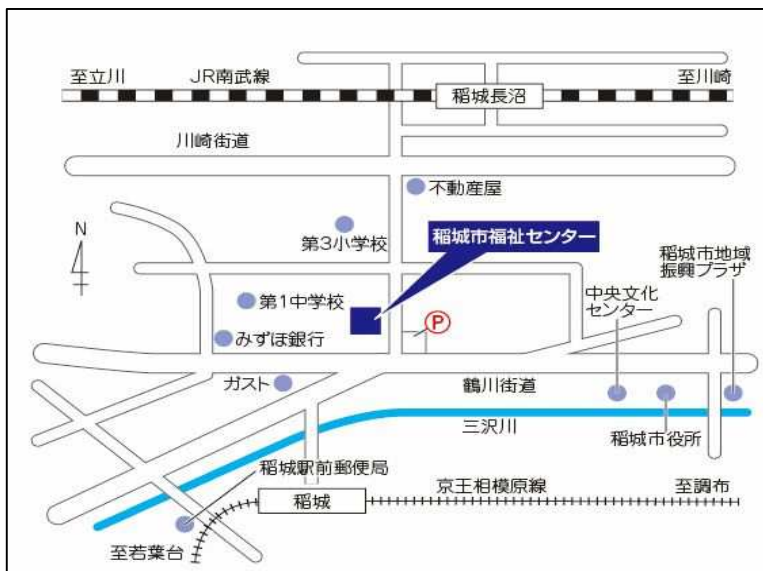 至立川
JR南武線
稲城長沼
至川崎
川崎街道
不動産屋
第3小学校
稲城市福祉センター
N
稲城市地域
振興プラザ
中央文化
センター
第1中学校
P
みずほ銀行
ガスト
鶴川街道
三沢川
稲城市役所
稲城駅前郵便局
稲城
京王相模原線
至調布
至若葉台